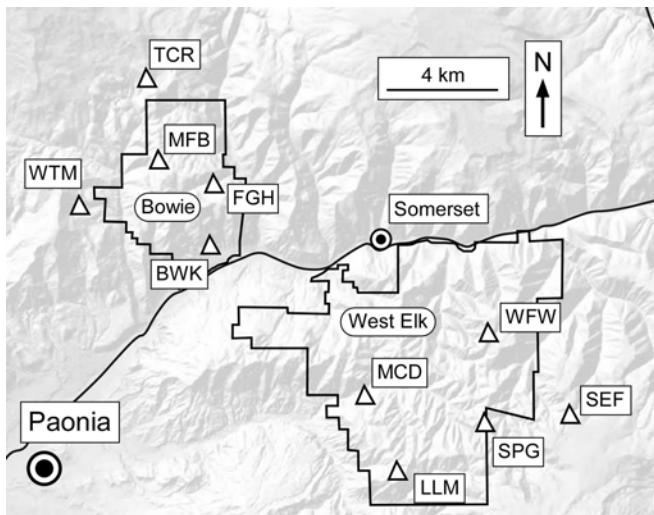 TCR
4 km
N
MFB
WTM
FGH
Bowie
Somerset
BWK
West Elk
WFW
MCD
SEF
Paonia
SPG
LLM